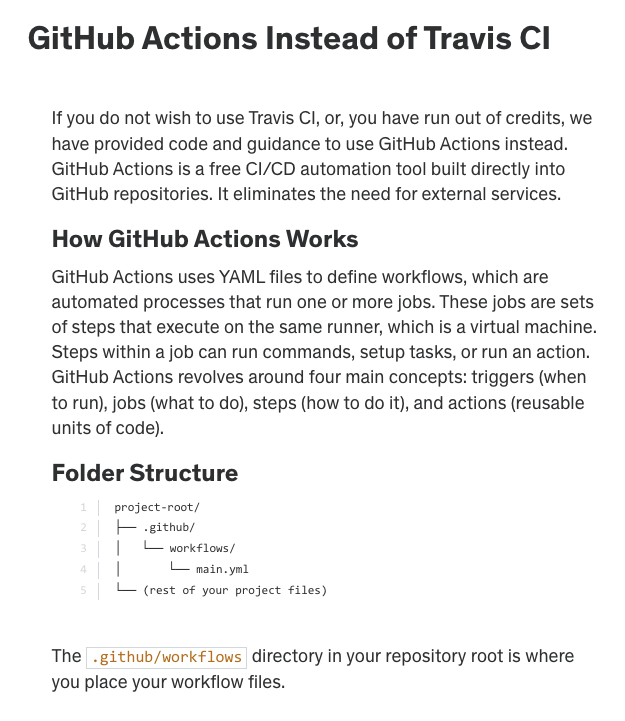 GitHub Actions Instead of Travis CI
If you do not wish to use Travis CI, or, you have run out of credits, we
have provided code and guidance to use GitHub Actions instead.
GitHub Actions is a free CI/CD automation tool built directly into
GitHub repositories. It eliminates the need for external services.
How GitHub Actions Works
GitHub Actions uses YAML files to define workflows, which are
automated processes that run one or more jobs. These jobs are sets
of steps that execute on the same runner, which is a virtual machine.
Steps within a job can run commands, setup tasks, or run an action.
GitHub Actions revolves around four main concepts: triggers (when
to run), jobs (what to do), steps (how to do it), and actions (reusable
units of code).
Folder Structure
1 project-root/
2 ├── .github/
3 │   └── workflows/
4 │       └── main.yml
5 └── (rest of your project files)
The .github/workflows directory in your repository root is where
you place your workflow files.